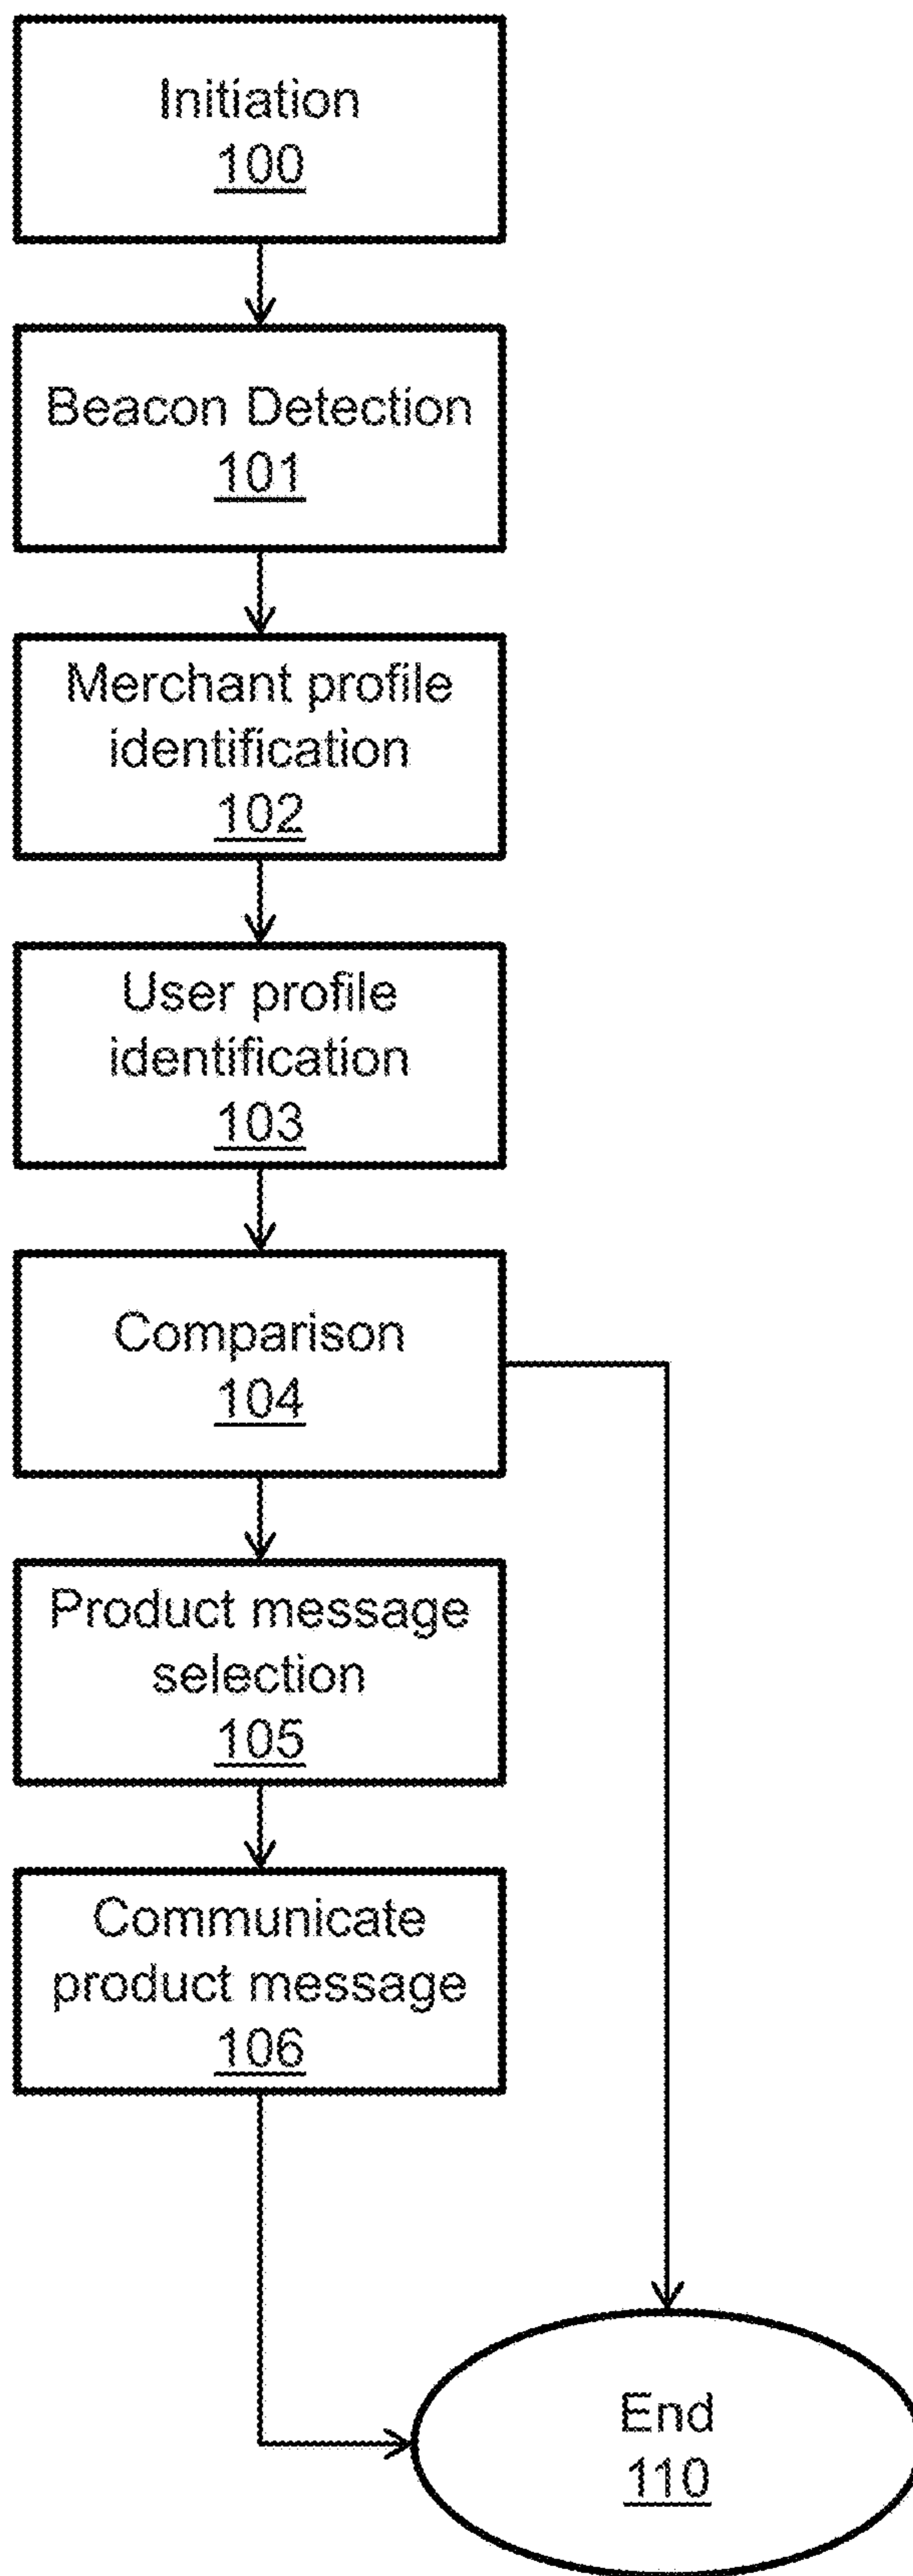 Initiation
100
Beacon Detection
101
Merchant profile
identification
102
User profile
identification
103
Comparison
104
Product message
selection
105
Communicate
product message
106
End
110